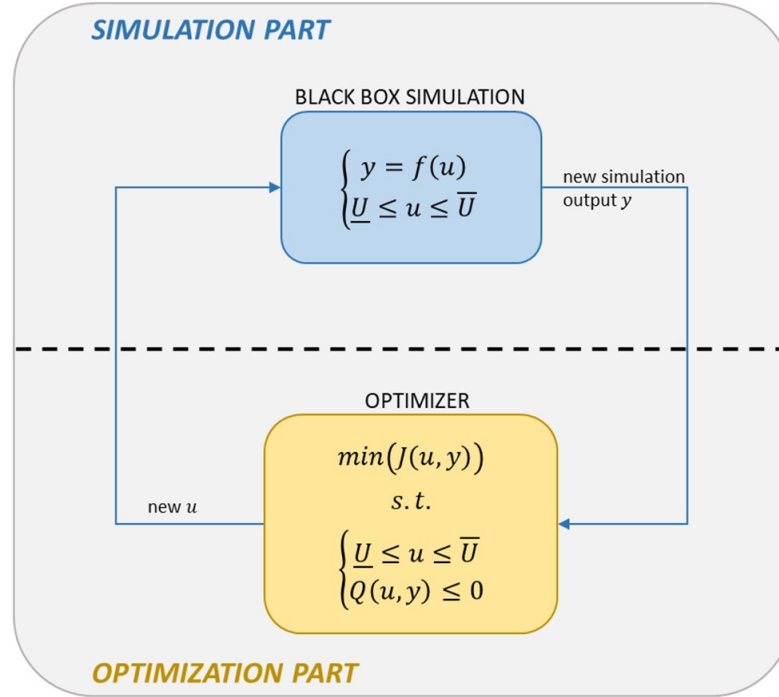 SIMULATION PART
BLACK BOX SIMULATION
y = f(u)
U̲ ≤ u ≤ U̅
new simulation
output y
OPTIMIZER
min(J(u, y))
s. t.
new u
U̲ ≤ u ≤ U̅
Q(u, y) ≤ 0
OPTIMIZATION PART